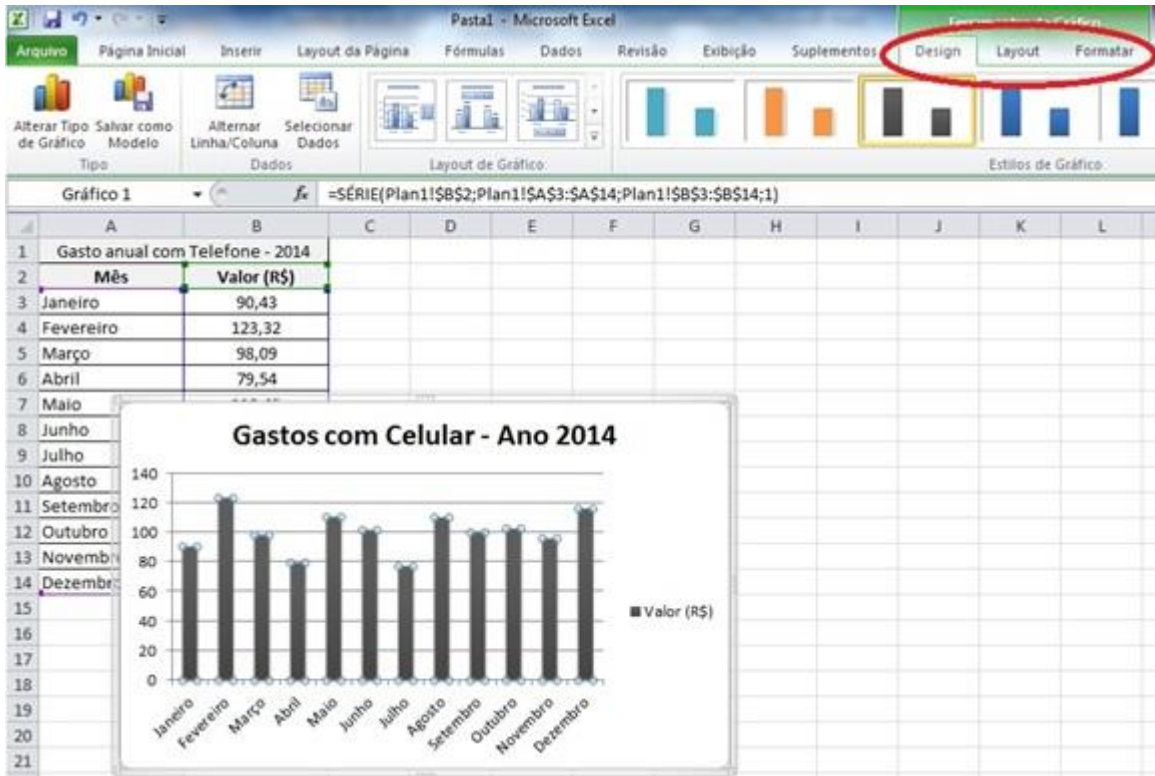 Pasta1 - Microsoft Excel
Arquivo Página Inicial Inserir Layout da Página Fórmulas Dados Revisão Exibição Suplementos Design Layout Formatar
Alterar Tipo de Gráfico
Salvar como Modelo
Alternar Linha/Coluna
Selecionar Dados
Tipo Dados Layout de Gráfico Estilos de Gráfico
Gráfico 1 fx =SÉRIE(Plan1!$B$2;Plan1!$A$3:$A$14;Plan1!$B$3:$B$14;1)
A B C D E F G H I J K L
1 Gasto anual com Telefone - 2014
2 Mês Valor (R$)
3 Janeiro 90,43
4 Fevereiro 123,32
5 Março 98,09
6 Abril 79,54
7 Maio
8 Junho
9 Julho
10 Agosto
11 Setembro
12 Outubro
13 Novembro
14 Dezembro
15
16
17
18
19
20
21
Gastos com Celular - Ano 2014
140
120
100
80
60
40
20
0
Janeiro Fevereiro Março Abril Maio Junho Julho Agosto Setembro Outubro Novembro Dezembro
Valor (R$)